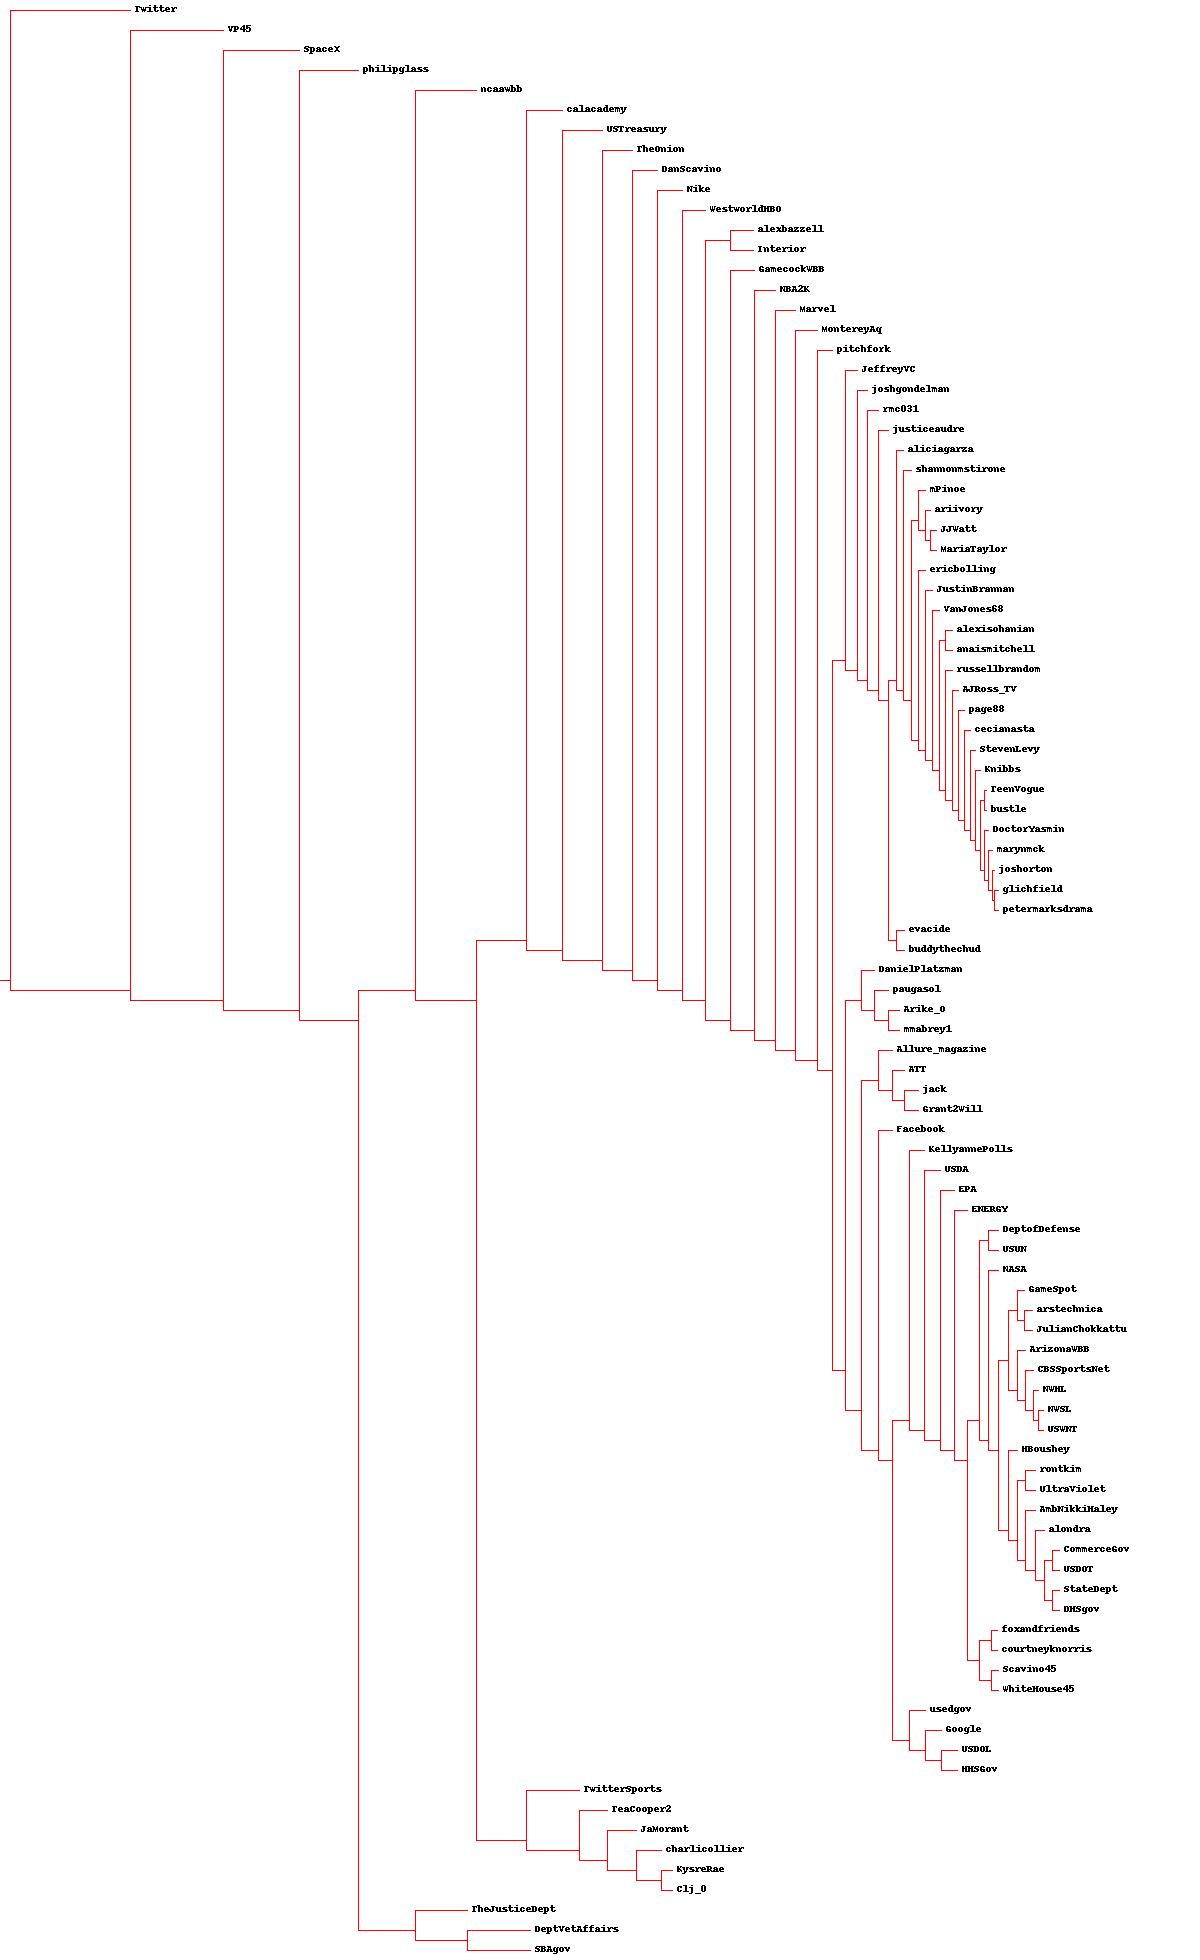 Twitter
VP45
SpaceX
philipglass
ncaawbb
calacademy
USTreasury
TheOnion
DanScavino
Nike
WestworldHBO
alexbazzell
Interior
GamecockWBB
NBA2K
Marvel
MontereyAq
pitchfork
JeffreyVC
joshgondelman
rmc031
justiceaudre
aliciagarza
shannonmstirone
mPinoe
ariivory
JJWatt
MariaTaylor
ericbolling
JustinBrannan
VanJones68
alexisohanian
anaismitchell
russellbrandom
AJRoss_TV
page88
cecianasta
StevenLevy
Knibbs
TeenVogue
bustle
DoctorYasmin
marynmck
joshorton
glichfield
petermarksdrama
evacide
buddythechud
DanielPlatzman
paugasol
Arike_O
mmabrey1
Allure_magazine
ATT
jack
Grant2Will
Facebook
KellyannePolls
USDA
EPA
ENERGY
DeptofDefense
USUN
NASA
GameSpot
arstechnica
JulianChokkattu
ArizonaWBB
CBSSportsNet
NWHL
NWSL
USWNT
HBoushey
rontkim
UltraViolet
AmbNikkiHaley
alondra
CommerceGov
USDOT
StateDept
DHSgov
foxandfriends
courtneyknorris
Scavino45
WhiteHouse45
usedgov
Google
USDOL
HHSGov
TwitterSports
TeaCooper2
JaMorant
charlicollier
KysreRae
Clj_0
TheJusticeDept
DeptVetAffairs
SBAgov